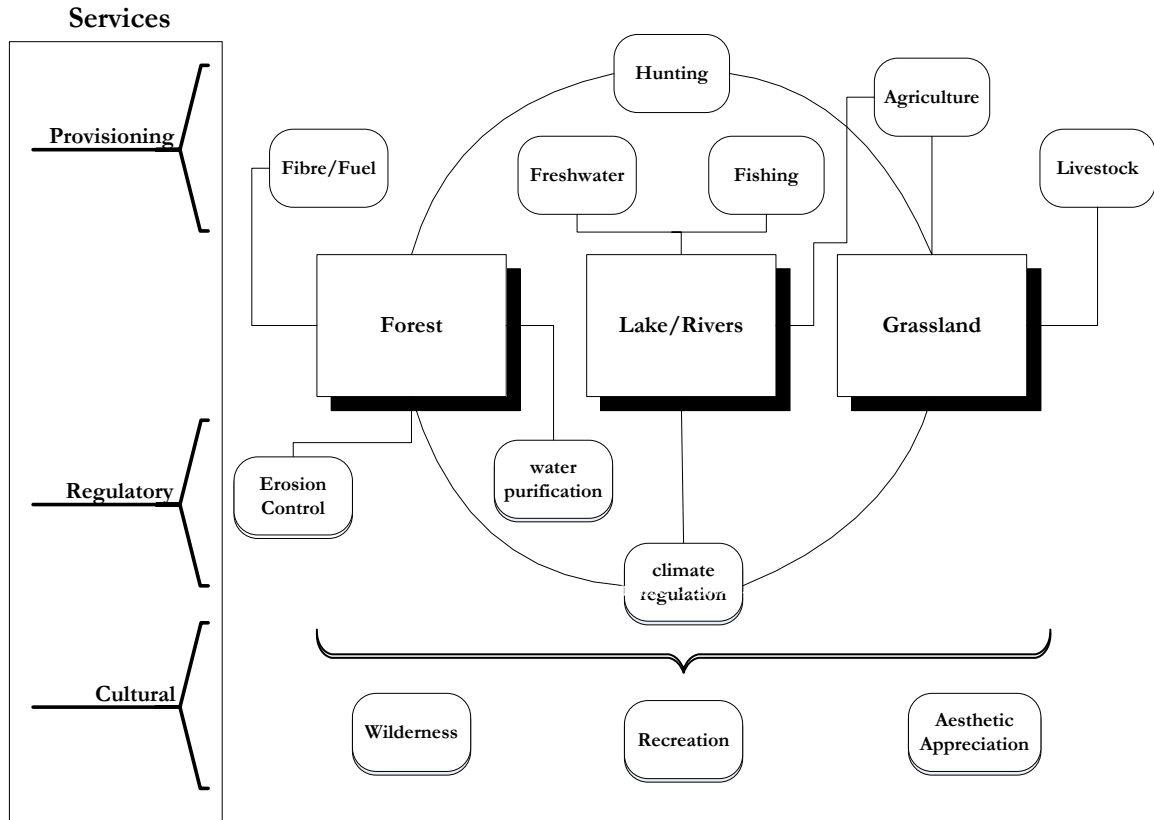 Services
Hunting
Agriculture
Provisioning
Fibre/Fuel
Freshwater
Fishing
Livestock
Forest
Lake/Rivers
Grassland
Regulatory
Erosion
Control
water
purification
climate
regulation
Cultural
Wilderness
Recreation
Aesthetic
Appreciation